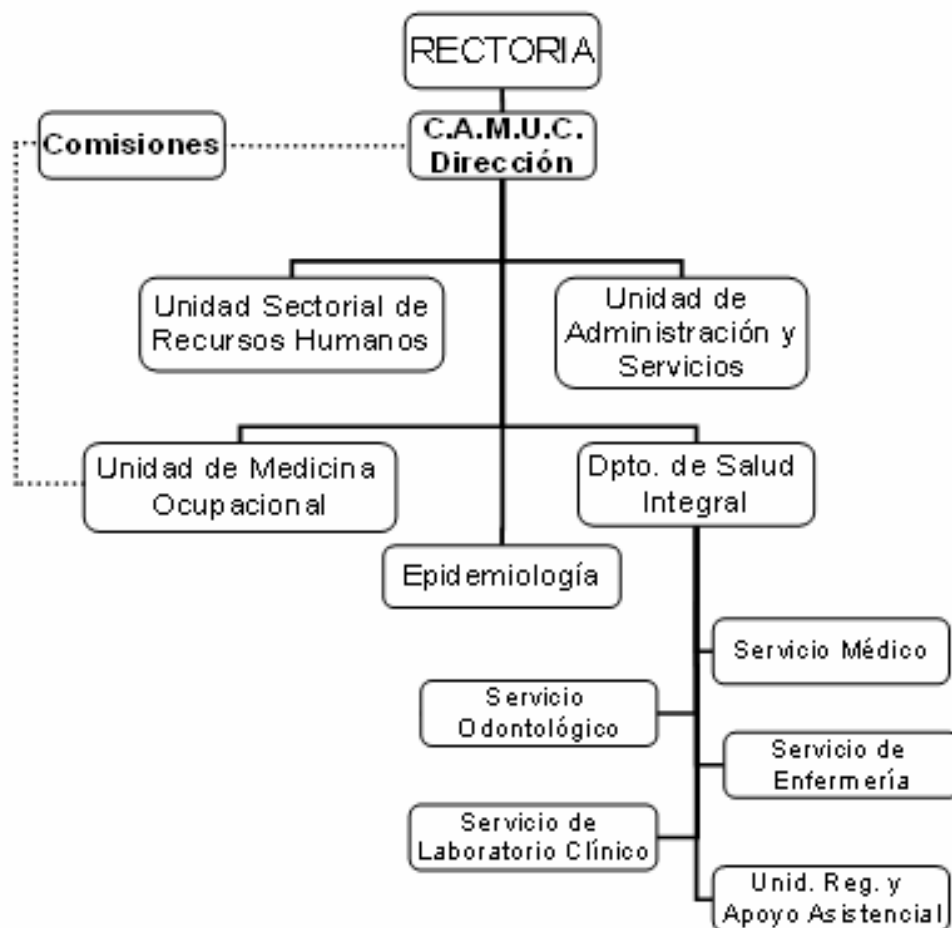 RECTORIA
Comisiones
C.A.M.U.C.
Dirección
Unidad Sectorial de
Recursos Humanos
Unidad de
Administración y
Servicios
Unidad de Medicina
Ocupacional
Dpto. de Salud
Integral
Epidemiología
Servicio Médico
Servicio
Odontológico
Servicio de
Enfermería
Servicio de
Laboratorio Clínico
Unid. Reg. y
Apoyo Asistencial